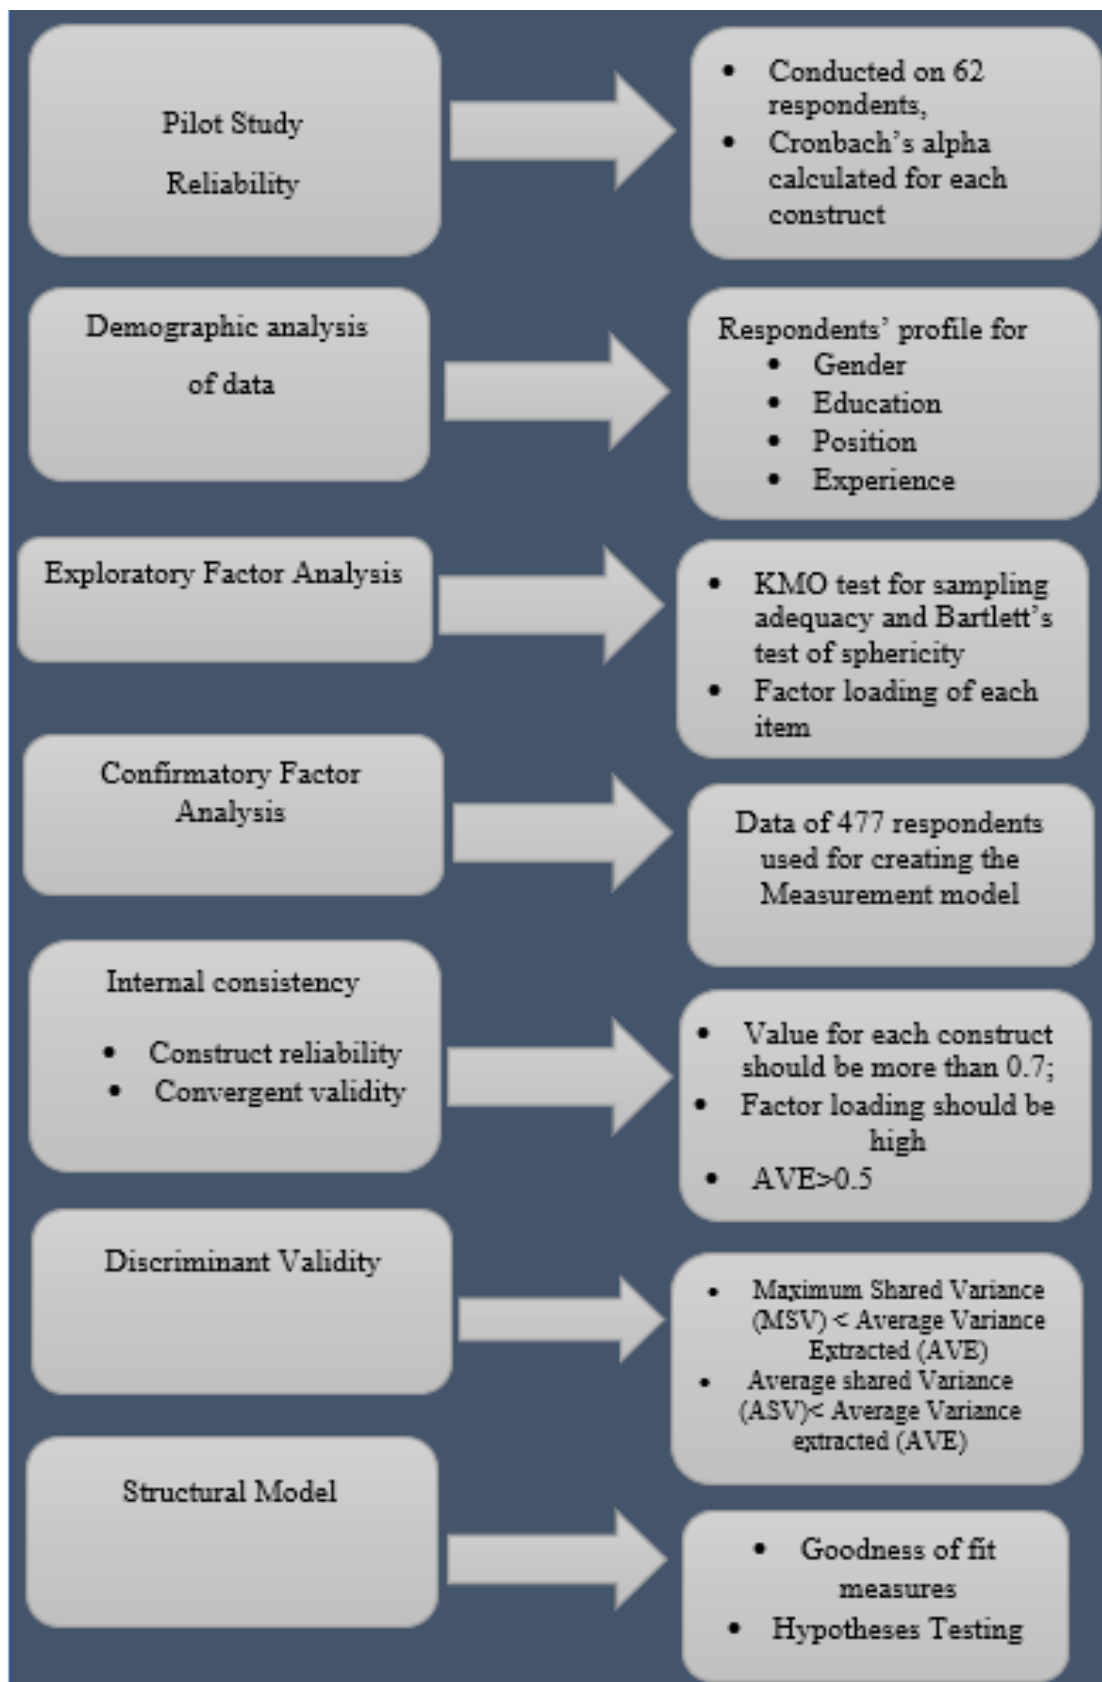 Pilot Study
Reliability
• Conducted on 62
respondents,
• Cronbach’s alpha
calculated for each
construct
Demographic analysis
of data
Respondents’ profile for
• Gender
• Education
• Position
• Experience
Exploratory Factor Analysis
• KMO test for sampling
adequacy and Bartlett’s
test of sphericity
• Factor loading of each
item
Confirmatory Factor
Analysis
Data of 477 respondents
used for creating the
Measurement model
Internal consistency
• Construct reliability
• Convergent validity
• Value for each construct
should be more than 0.7;
• Factor loading should be
high
• AVE>0.5
Discriminant Validity
• Maximum Shared Variance
(MSV) < Average Variance
Extracted (AVE)
• Average shared Variance
(ASV)< Average Variance
extracted (AVE)
Structural Model
• Goodness of fit
measures
• Hypotheses Testing